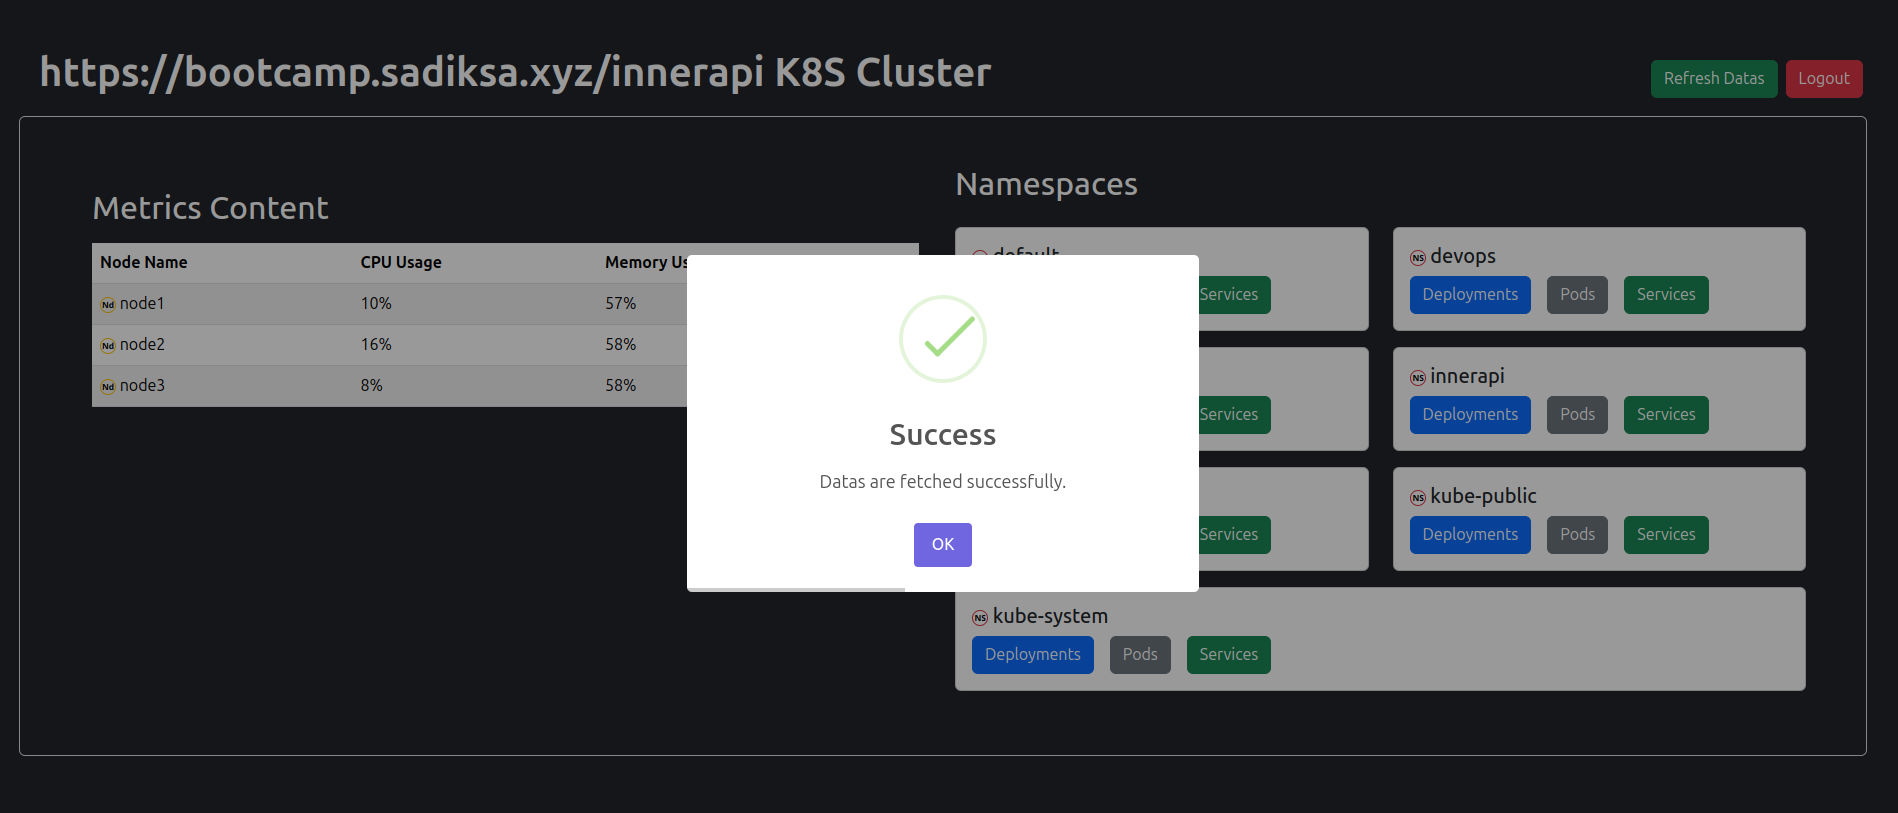 https://bootcamp.sadiksa.xyz/innerapi K8S Cluster
Refresh Datas
Logout
Metrics Content
Node Name CPU Usage Memory
Nd node1 10% 57%
Nd node2 16% 58%
Nd node3 8% 58%
Namespaces
default
Services
NS devops
Deployments Pods Services
Services
NS innerapi
Deployments Pods Services
Services
NS kube-public
Deployments Pods Services
NS kube-system
Deployments Pods Services
Success
Datas are fetched successfully.
OK